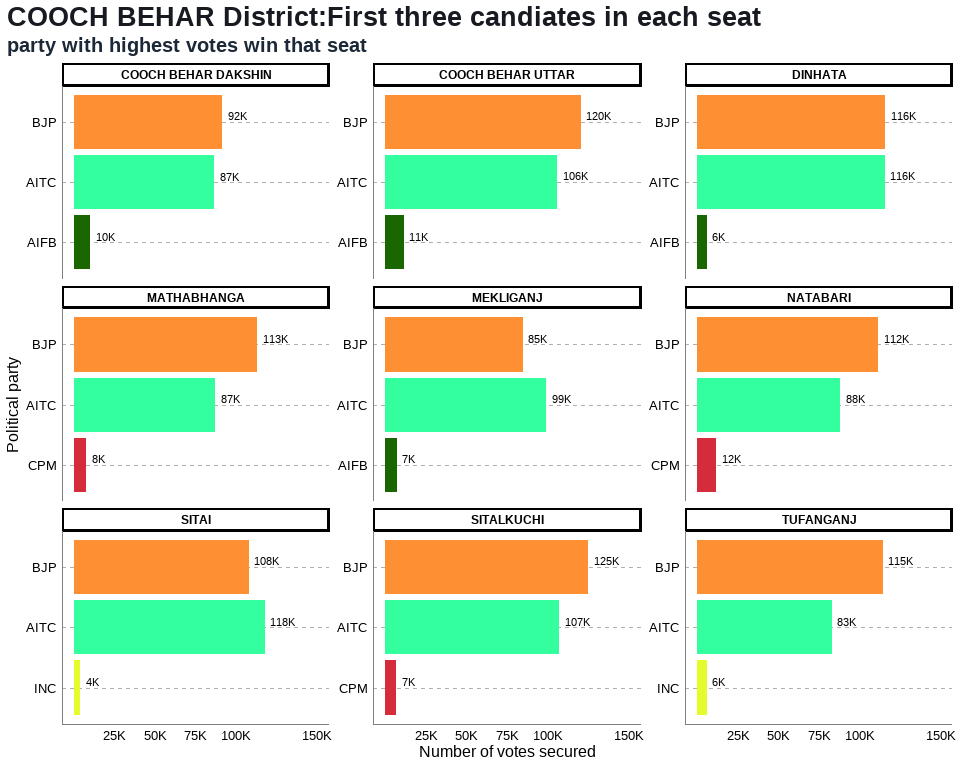 COOCH BEHAR District:First three candiates in each seat
party with highest votes win that seat
COOCH BEHAR DAKSHIN
BJP 92K
AITC 87K
AIFB 10K
COOCH BEHAR UTTAR
BJP 120K
AITC 106K
AIFB 11K
DINHATA
BJP 116K
AITC 116K
AIFB 6K
Political party
MATHABHANGA
BJP 113K
AITC 87K
CPM 8K
MEKLIGANJ
BJP 85K
AITC 99K
AIFB 7K
NATABARI
BJP 112K
AITC 88K
CPM 12K
SITAI
BJP 108K
AITC 118K
INC 4K
SITALKUCHI
BJP 125K
AITC 107K
CPM 7K
TUFANGANJ
BJP 115K
AITC 83K
INC 6K
25K 50K 75K 100K 150K
25K 50K 75K 100K 150K
25K 50K 75K 100K 150K
Number of votes secured